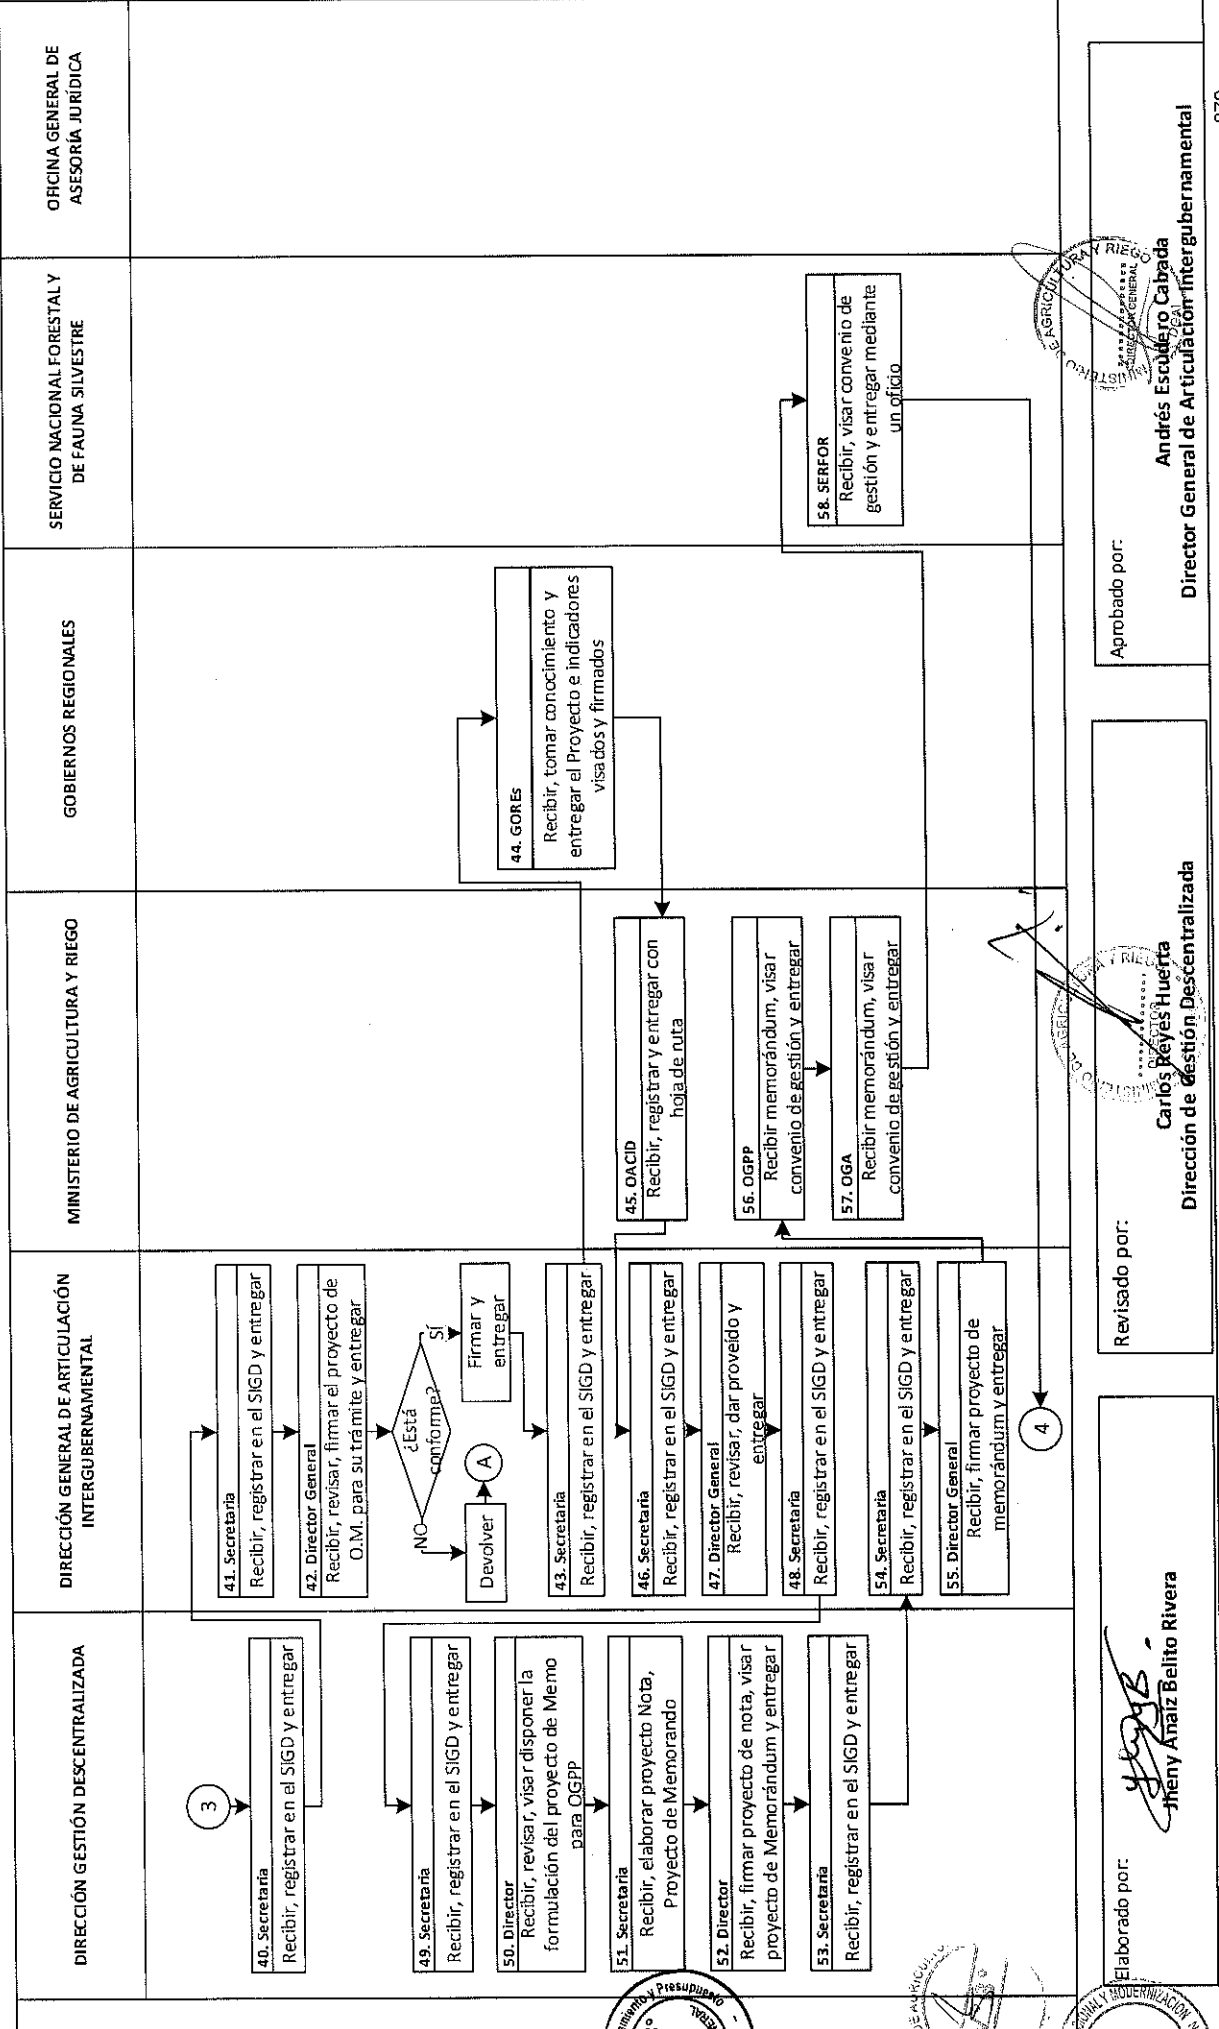 DIRECCIÓN GESTIÓN DESCENTRALIZADA
DIRECCIÓN GENERAL DE ARTICULACIÓN
INTERGUBERNAMENTAL
MINISTERIO DE AGRICULTURA Y RIEGO
GOBIERNOS REGIONALES
SERVICIO NACIONAL FORESTAL Y
DE FAUNA SILVESTRE
OFICINA GENERAL DE
ASESORÍA JURÍDICA
3
40. Secretaria
Recibir, registrar en el SIGD y entregar
41. Secretaria
Recibir, registrar en el SIGD y entregar
42. Director General
Recibir, revisar, firmar el proyecto de
O.M. para su trámite y entregar
¿Está
conforme?
NO
SÍ
Devolver
A
Firmar y
entregar
43. Secretaria
Recibir, registrar en el SIGD y entregar
44. GOREs
Recibir, tomar conocimiento y
entregar el Proyecto e indicadores
visados y firmados
45. OACID
Recibir, registrar y entregar con
hoja de ruta
46. Secretaria
Recibir, registrar en el SIGD y entregar
47. Director General
Recibir, revisar, dar proveído y
entregar
48. Secretaria
Recibir, registrar en el SIGD y entregar
49. Secretaria
Recibir, registrar en el SIGD y entregar
50. Director
Recibir, revisar, visar disponer la
formulación del proyecto de Memo
para OGPP
51. Secretaria
Recibir, elaborar proyecto Nota,
Proyecto de Memorando
52. Director
Recibir, firmar proyecto de nota, visar
proyecto de Memorándum y entregar
53. Secretaria
Recibir, registrar en el SIGD y entregar
54. Secretaria
Recibir, registrar en el SIGD y entregar
55. Director General
Recibir, firmar proyecto de
memorándum y entregar
56. OGPP
Recibir memorándum, visar
convenio de gestión y entregar
57. OGA
Recibir memorándum, visar
convenio de gestión y entregar
58. SERFOR
Recibir, visar convenio de
gestión y entregar mediante
un oficio
4
Elaborado por:
Jheny Anaíz Belito Rivera
Revisado por:
Carlos Reyes Huerta
Dirección de Gestión Descentralizada
Aprobado por:
Andrés Escudero Cabada
Director General de Articulación Intergubernamental
MINISTERIO DE AGRICULTURA Y RIEGO
DIRECTOR GENERAL
DIRECTOR
Presupuesto